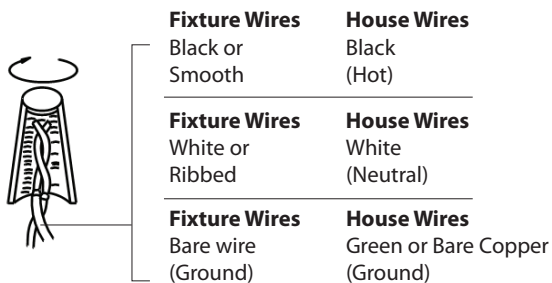 Fixture Wires House Wires
Black or Black
Smooth (Hot)
Fixture Wires House Wires
White or White
Ribbed (Neutral)
Fixture Wires House Wires
Bare wire Green or Bare Copper
(Ground) (Ground)